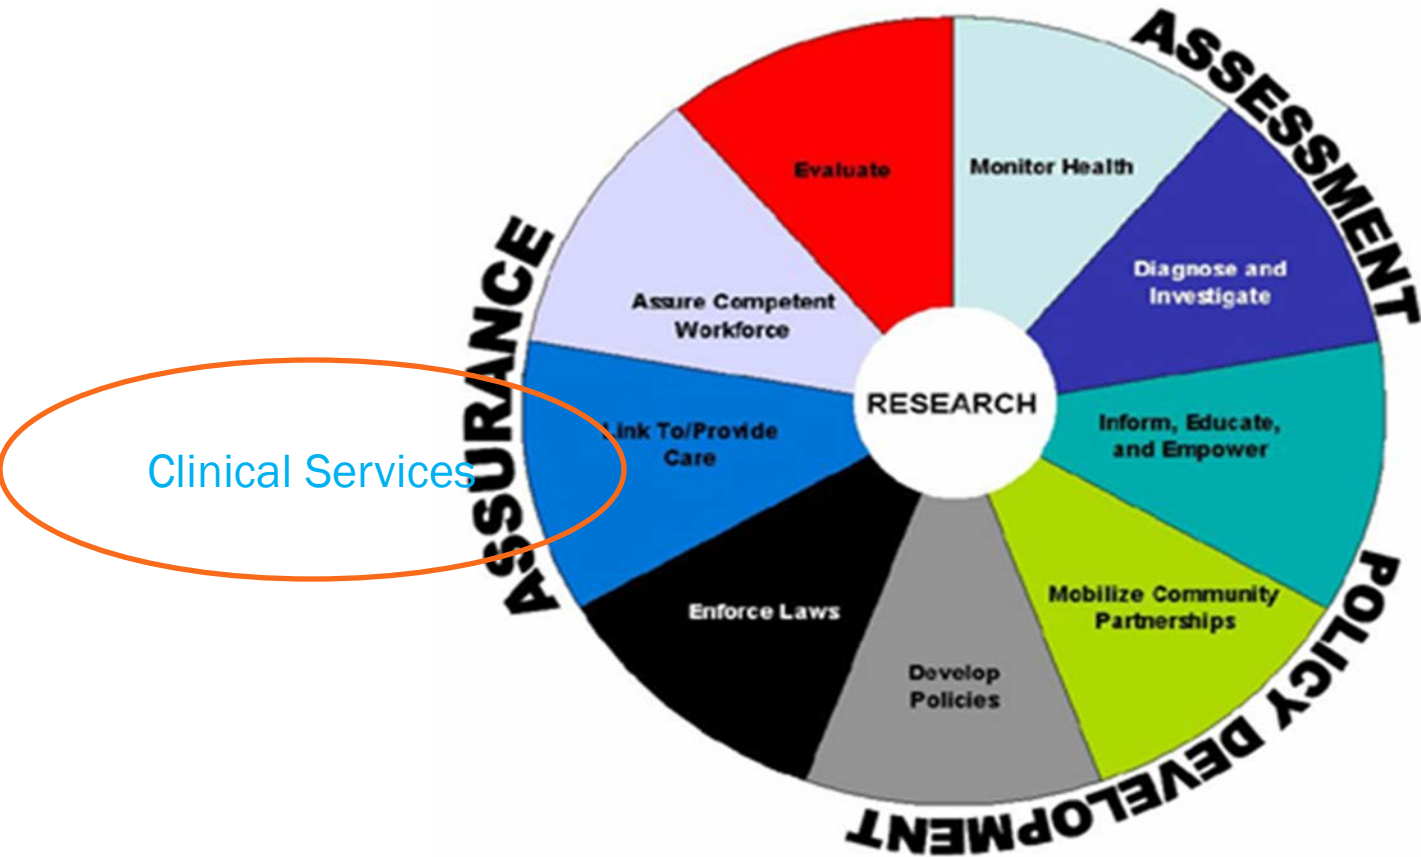 ASSESSMENT
Evaluate
Monitor Health
Diagnose and
Investigate
ASSURANCE
Assure Competent
Workforce
RESEARCH
Inform, Educate,
and Empower
Link To/Provide
Care
Clinical Services
Mobilize Community
Partnerships
Enforce Laws
Develop
Policies
POLICY DEVELOPMENT